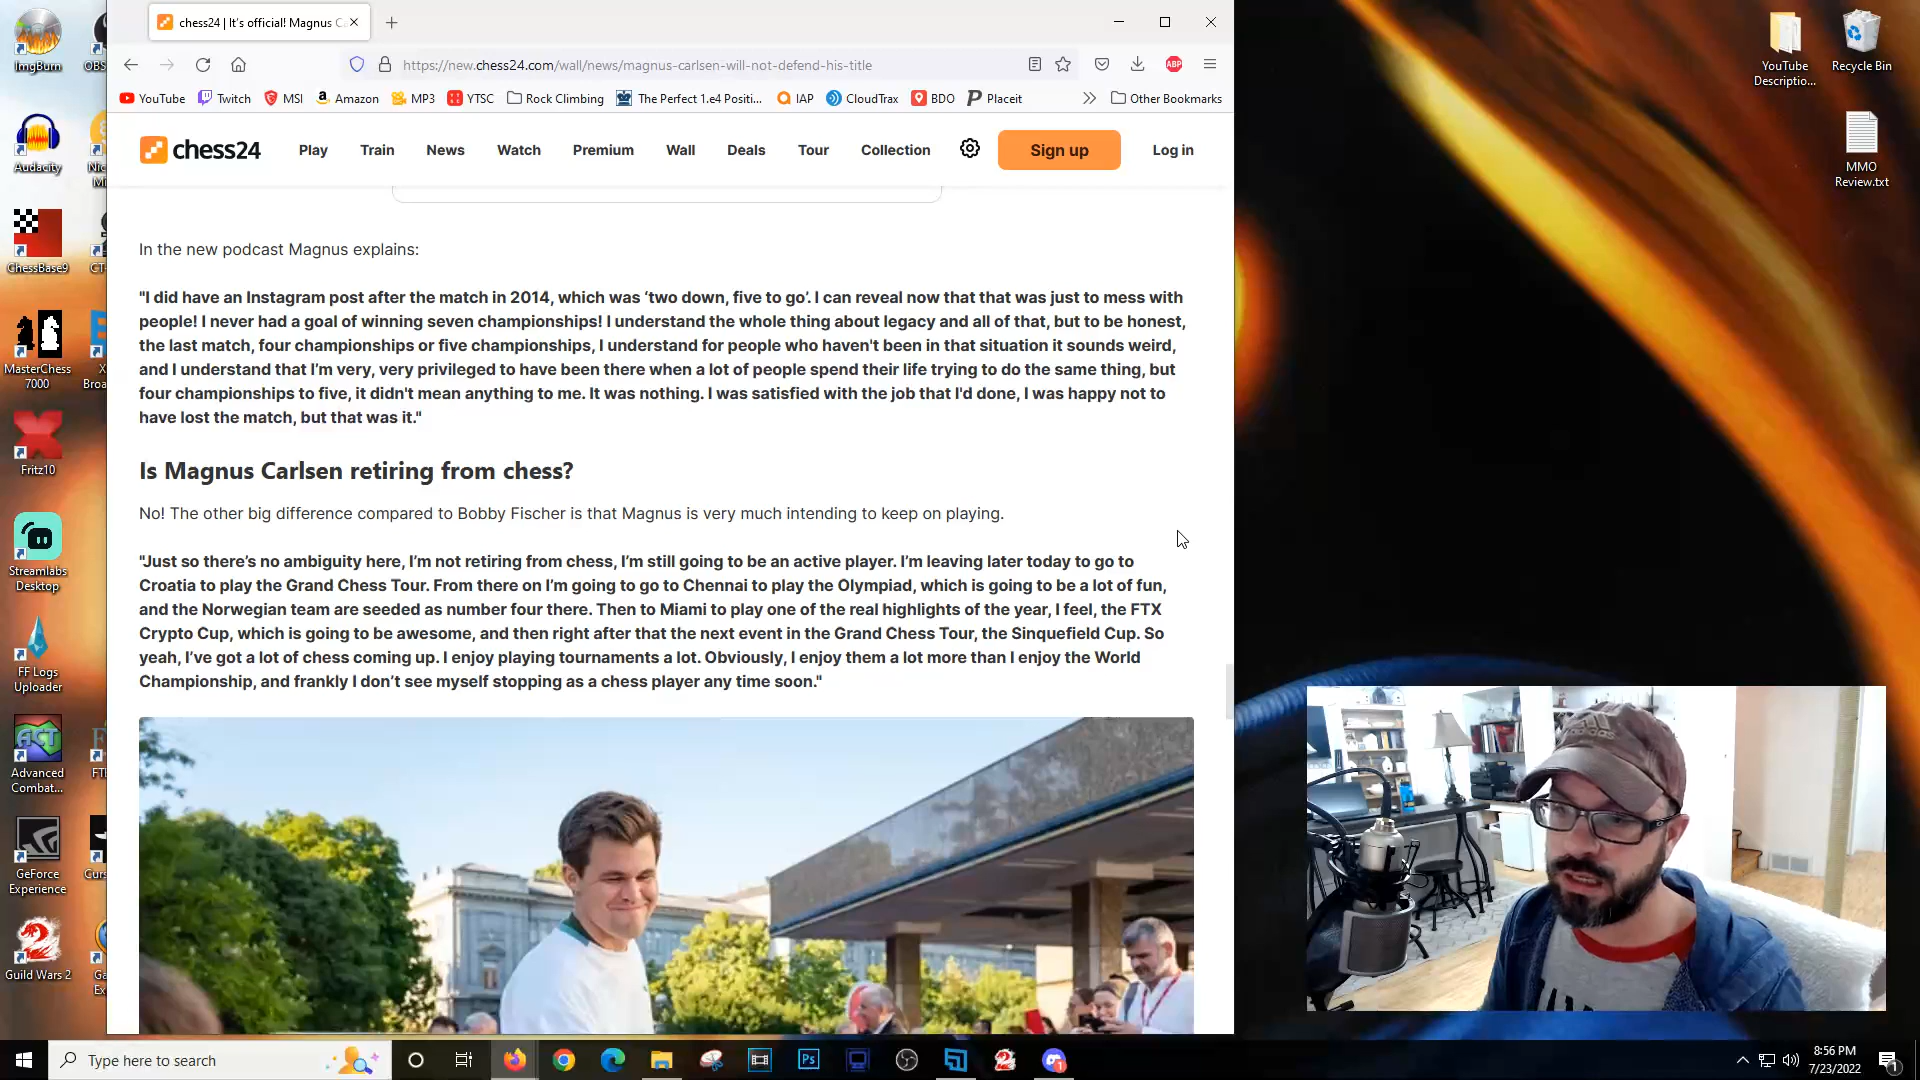 chess24 | It's official! Magnus C
https://new.chess24.com/wall/news/magnus-carlsen-will-not-defend-his-title
ABP
YouTube Twitch MSI Amazon MP3 YTSC Rock Climbing The Perfect 1.e4 Positi... IAP CloudTrax BDO Placeit Other Bookmarks
chess24 Play Train News Watch Premium Wall Deals Tour Collection Sign up Log in
In the new podcast Magnus explains:
"I did have an Instagram post after the match in 2014, which was ‘two down, five to go’. I can reveal now that that was just to mess with
people! I never had a goal of winning seven championships! I understand the whole thing about legacy and all of that, but to be honest,
the last match, four championships or five championships, I understand for people who haven't been in that situation it sounds weird,
and I understand that I’m very, very privileged to have been there when a lot of people spend their life trying to do the same thing, but
four championships to five, it didn't mean anything to me. It was nothing. I was satisfied with the job that I'd done, I was happy not to
have lost the match, but that was it."
Is Magnus Carlsen retiring from chess?
No! The other big difference compared to Bobby Fischer is that Magnus is very much intending to keep on playing.
"Just so there’s no ambiguity here, I’m not retiring from chess, I’m still going to be an active player. I’m leaving later today to go to
Croatia to play the Grand Chess Tour. From there on I’m going to go to Chennai to play the Olympiad, which is going to be a lot of fun,
and the Norwegian team are seeded as number four there. Then to Miami to play one of the real highlights of the year, I feel, the FTX
Crypto Cup, which is going to be awesome, and then right after that the next event in the Grand Chess Tour, the Sinquefield Cup. So
yeah, I’ve got a lot of chess coming up. I enjoy playing tournaments a lot. Obviously, I enjoy them a lot more than I enjoy the World
Championship, and frankly I don’t see myself stopping as a chess player any time soon."
ImgBurn
OBS
Audacity
Nic
Mi
ChessBase9
CT-
MasterChess
7000
X
Broa
Fritz10
Streamlabs
Desktop
FF Logs
Uploader
ACT
Advanced
Combat...
FTL
GeForce
Experience
Curs
Guild Wars 2
Ga
Ex
YouTube
Descriptio...
Recycle Bin
MMO
Review.txt
adidas
Type here to search
Ps
8:56 PM
7/23/2022
1